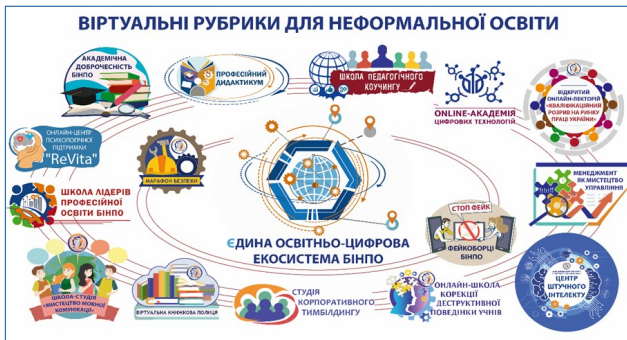 ВІРТУАЛЬНІ РУБРИКИ ДЛЯ НЕФОРМАЛЬНОЇ ОСВІТИ
АКАДЕМІЧНА
ДОБРОЧЕСНІСТЬ
БІНПО
ПРОФЕСІЙНИЙ
ДИДАКТИКУМ
ШКОЛА ПЕДАГОГІЧНОГО
КОУЧИНГУ
ONLINE-АКАДЕМІЯ
ЦИФРОВИХ ТЕХНОЛОГІЙ
ВІДКРИТИЙ
ОНЛАЙН-ЛЕКТОРІЙ
«КВАЛІФІКАЦІЙНИЙ
РОЗРИВ НА РИНКУ
ПРАЦІ УКРАЇНИ»
ОНЛАЙН-ЦЕНТР
ПСИХОЛОГІЧНОЇ
ПІДТРИМКИ
"ReVita"
МАРАФОН БЕЗПЕКИ
МЕНЕДЖМЕНТ
ЯК МИСТЕЦТВО
УПРАВЛІННЯ
ШКОЛА ЛІДЕРІВ
ПРОФЕСІЙНОЇ
ОСВІТИ БІНПО
СТОП ФЕЙК
ФЕЙКОБОРЦІ
БІНПО
ЄДИНА ОСВІТНЬО-ЦИФРОВА
ЕКОСИСТЕМА БІНПО
ШКОЛА-СТУДІЯ
«МИСТЕЦТВО МОВНОЇ
КОМУНІКАЦІЇ»
ВІРТУАЛЬНА КНИЖКОВА ПОЛИЦЯ
СТУДІЯ
КОРПОРАТИВНОГО
ТИМБІЛДИНГУ
ОНЛАЙН-ШКОЛА
КОРЕКЦІЇ
ДЕСТРУКТИВНОЇ
ПОВЕДІНКИ УЧНІВ
ЦЕНТР
ШТУЧНОГО
ІНТЕЛЕКТУ